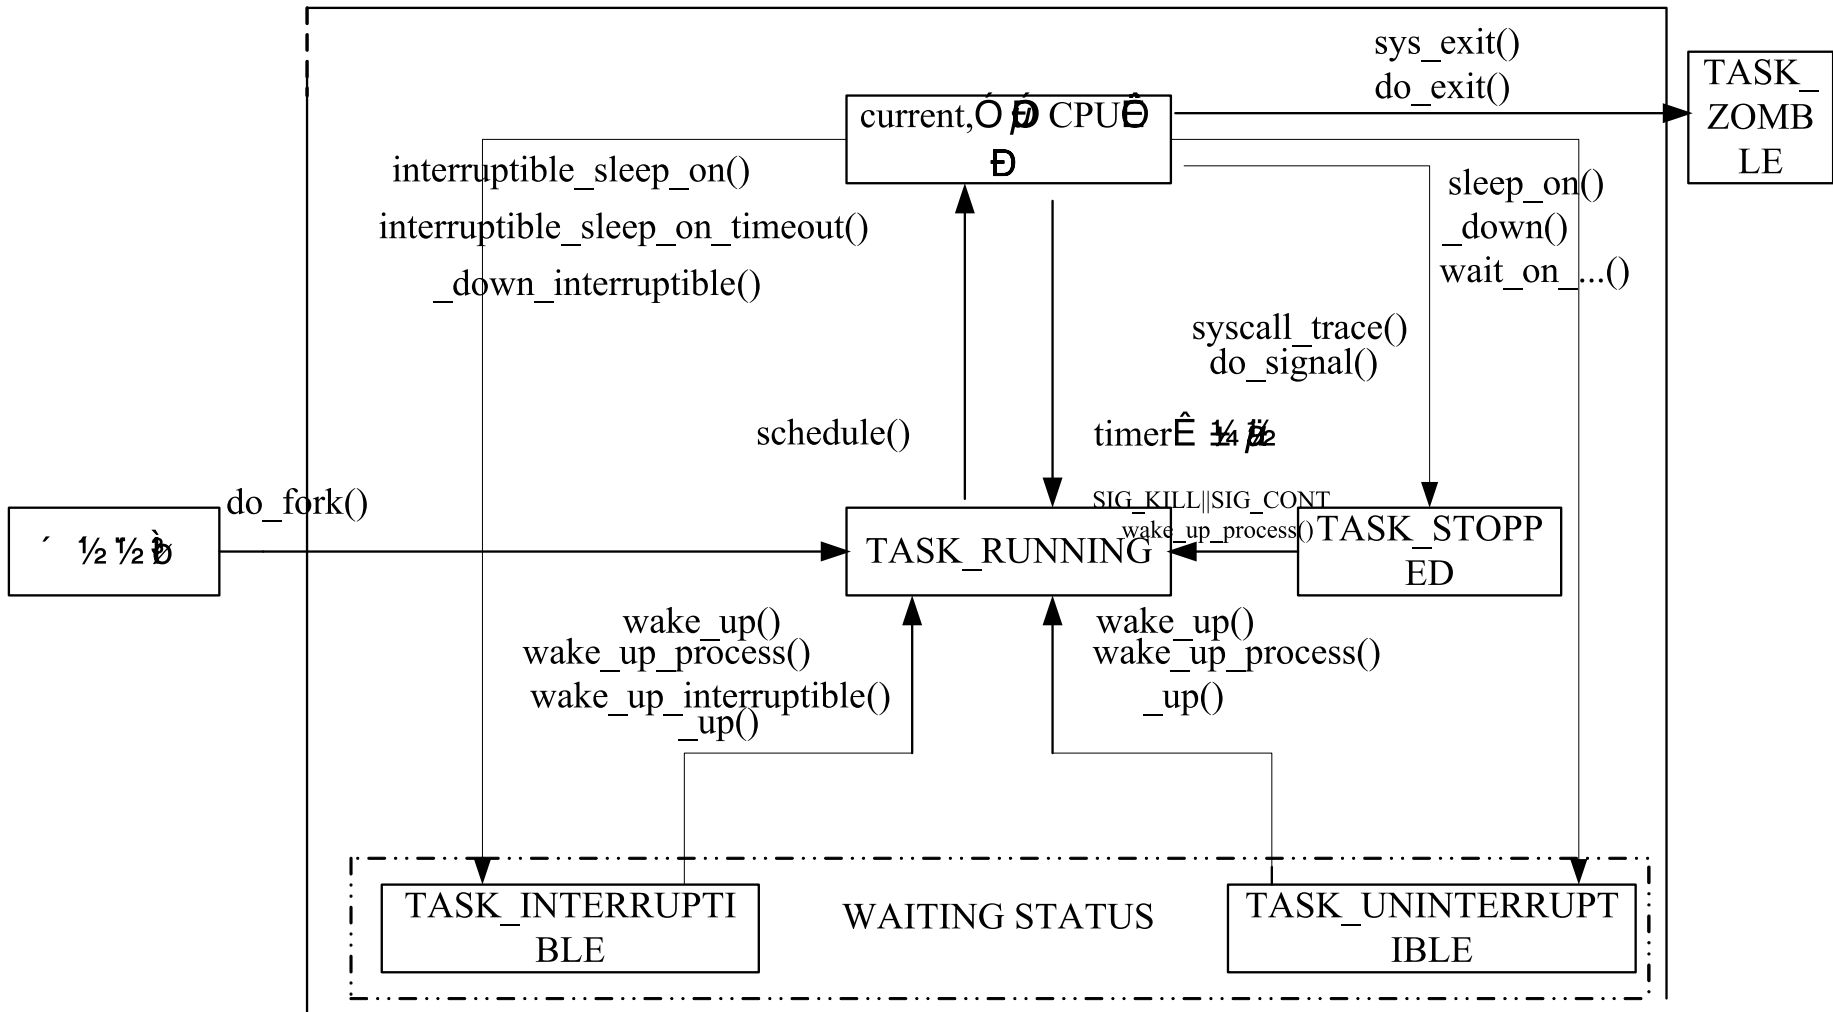 sys_exit()
do_exit()
TASK_
ZOMB
LE
current,
CPU
interruptible_sleep_on()
interruptible_sleep_on_timeout()
_down_interruptible()
sleep_on()
_down()
wait_on_...()
syscall_trace()
do_signal()
schedule()
timer
do_fork()
SIG_KILL||SIG_CONT
wake_up_process()
TASK_RUNNING
TASK_STOPP
ED
wake_up()
wake_up_process()
wake_up_interruptible()
_up()
wake_up()
wake_up_process()
_up()
TASK_INTERRUPTI
BLE
WAITING STATUS
TASK_UNINTERRUPT
IBLE